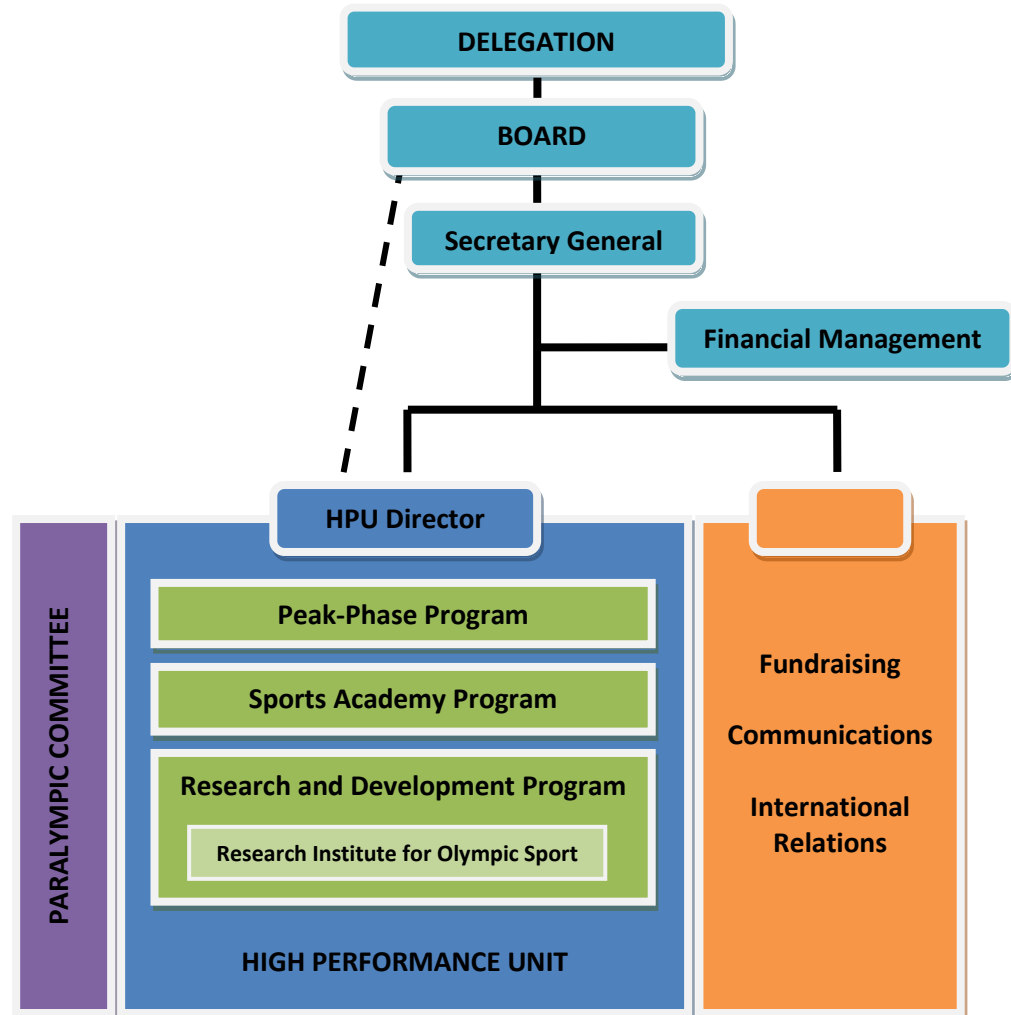 DELEGATION
BOARD
Secretary General
Financial Management
HPU Director
PARALYMPIC COMMITTEE
Peak-Phase Program
Sports Academy Program
Research and Development Program
Research Institute for Olympic Sport
HIGH PERFORMANCE UNIT
Fundraising
Communications
International
Relations